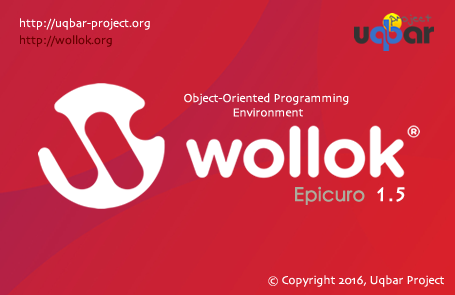 http://uqbar-project.org
http://wollok.org
Project
uqbar
Object-Oriented Programming
Environment
wollok®
Epicuro 1.5
© Copyright 2016, Uqbar Project